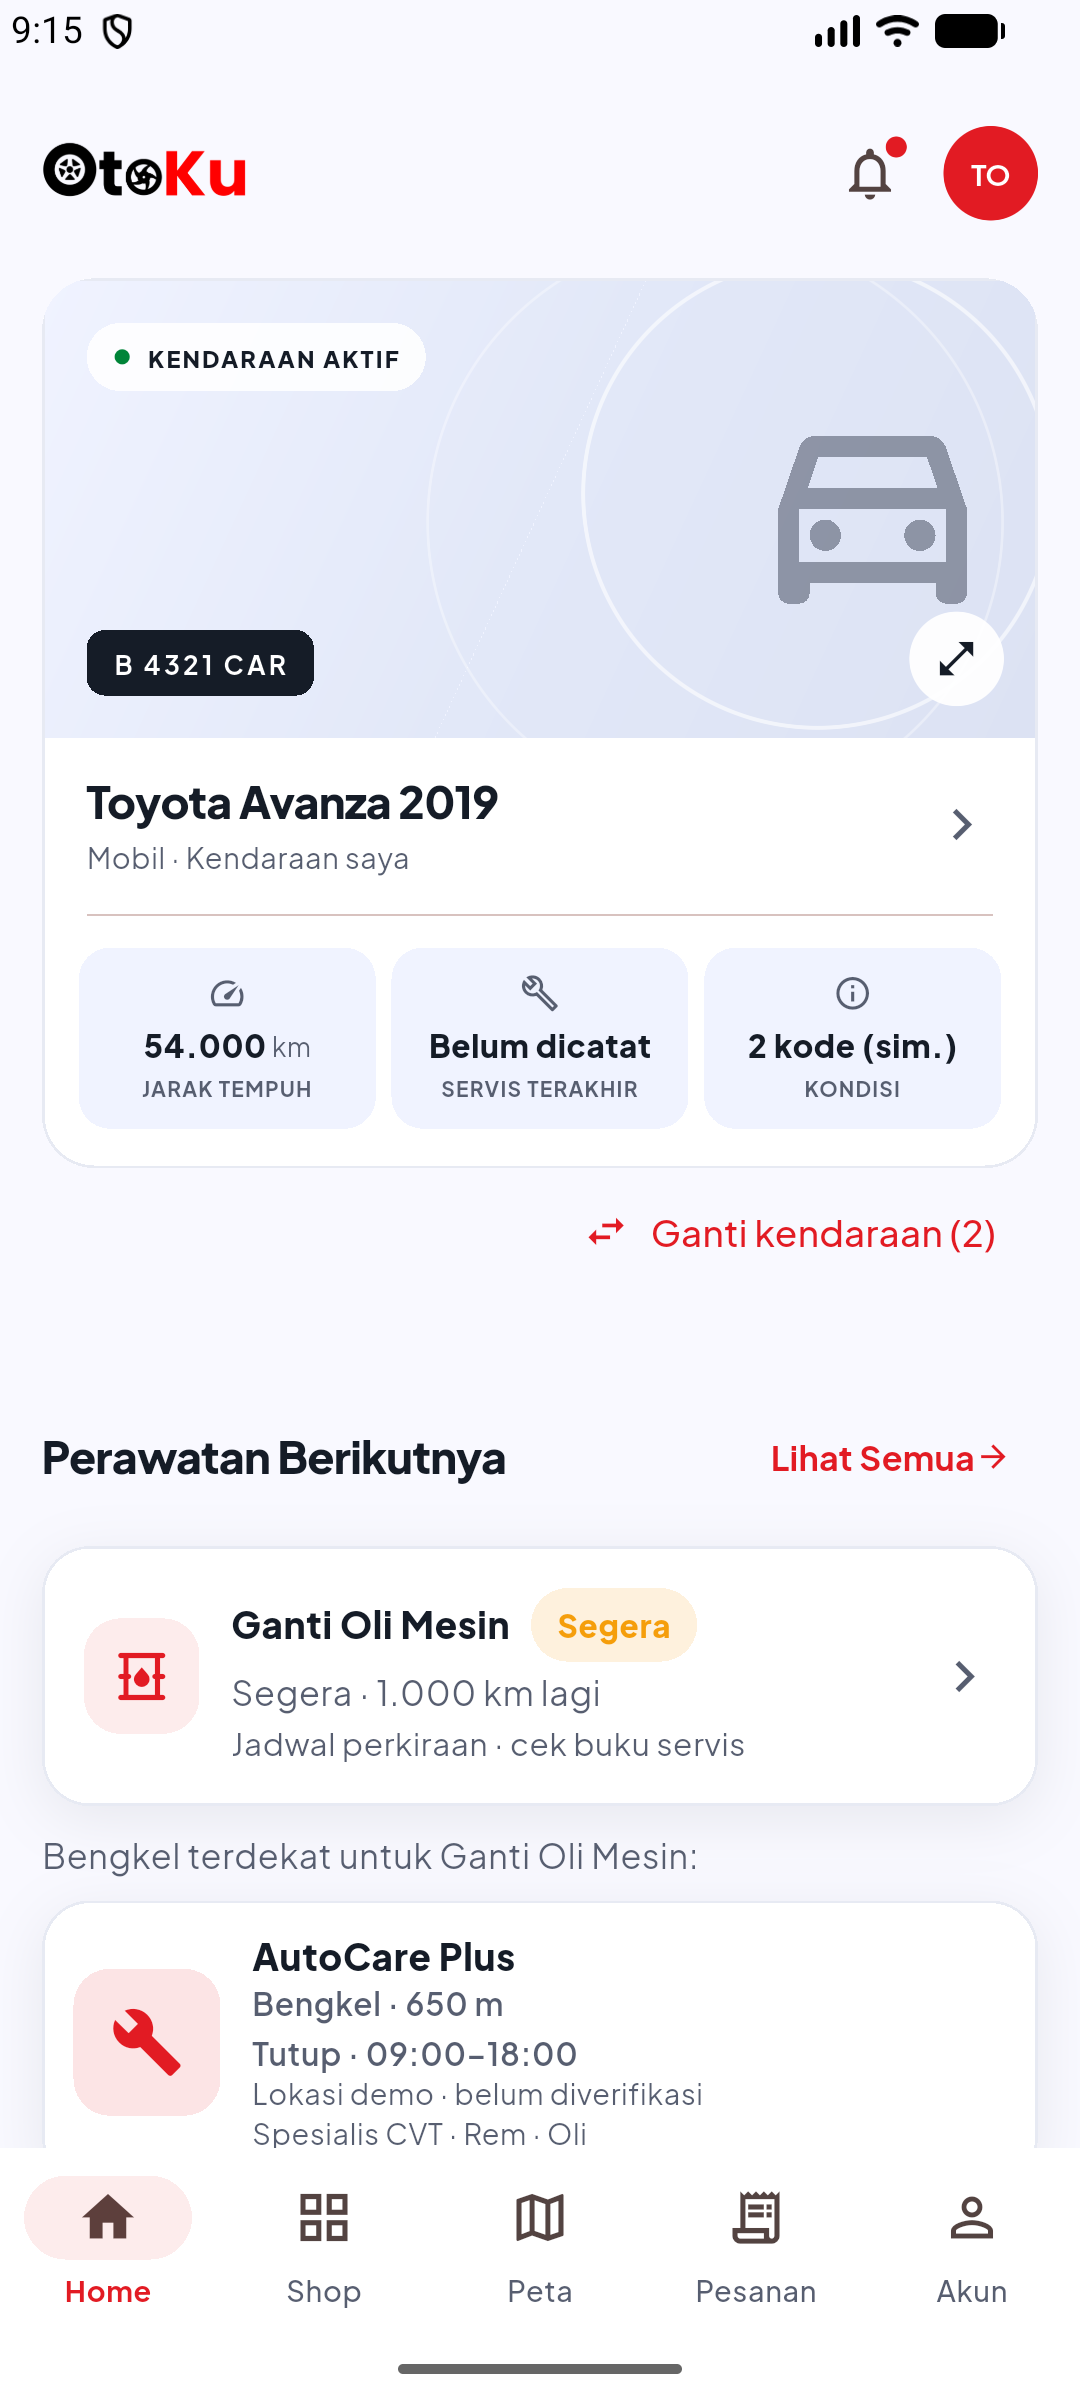 9:15
OtoKu
TO
KENDARAAN AKTIF
B 4321 CAR
Toyota Avanza 2019
Mobil · Kendaraan saya
54.000 km
JARAK TEMPUH
Belum dicatat
SERVIS TERAKHIR
2 kode (sim.)
KONDISI
Ganti kendaraan (2)
Perawatan Berikutnya
Lihat Semua
Ganti Oli Mesin
Segera
Segera · 1.000 km lagi
Jadwal perkiraan · cek buku servis
Bengkel terdekat untuk Ganti Oli Mesin:
AutoCare Plus
Bengkel · 650 m
Tutup · 09:00–18:00
Lokasi demo · belum diverifikasi
Spesialis CVT · Rem · Oli
Home
Shop
Peta
Pesanan
Akun